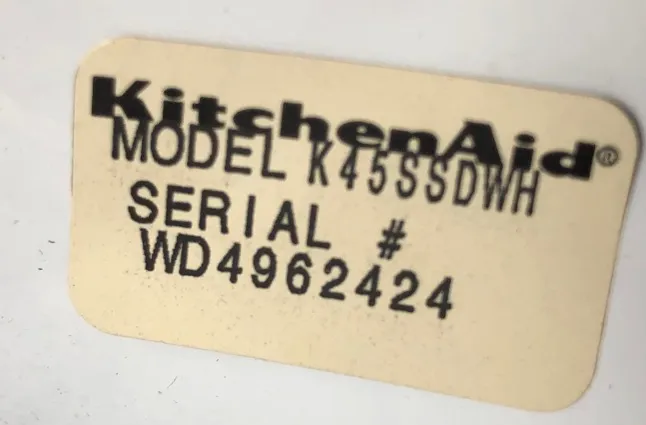 KitchenAid®
MODEL K45SSDWH
SERIAL #
WD4962424